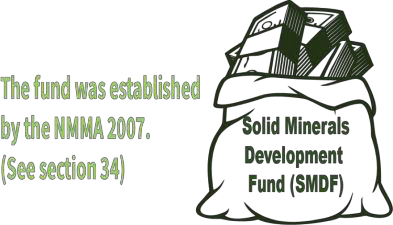 The fund was established
by the NMMA 2007.
(See section 34)
Solid Minerals
Development
Fund (SMDF)